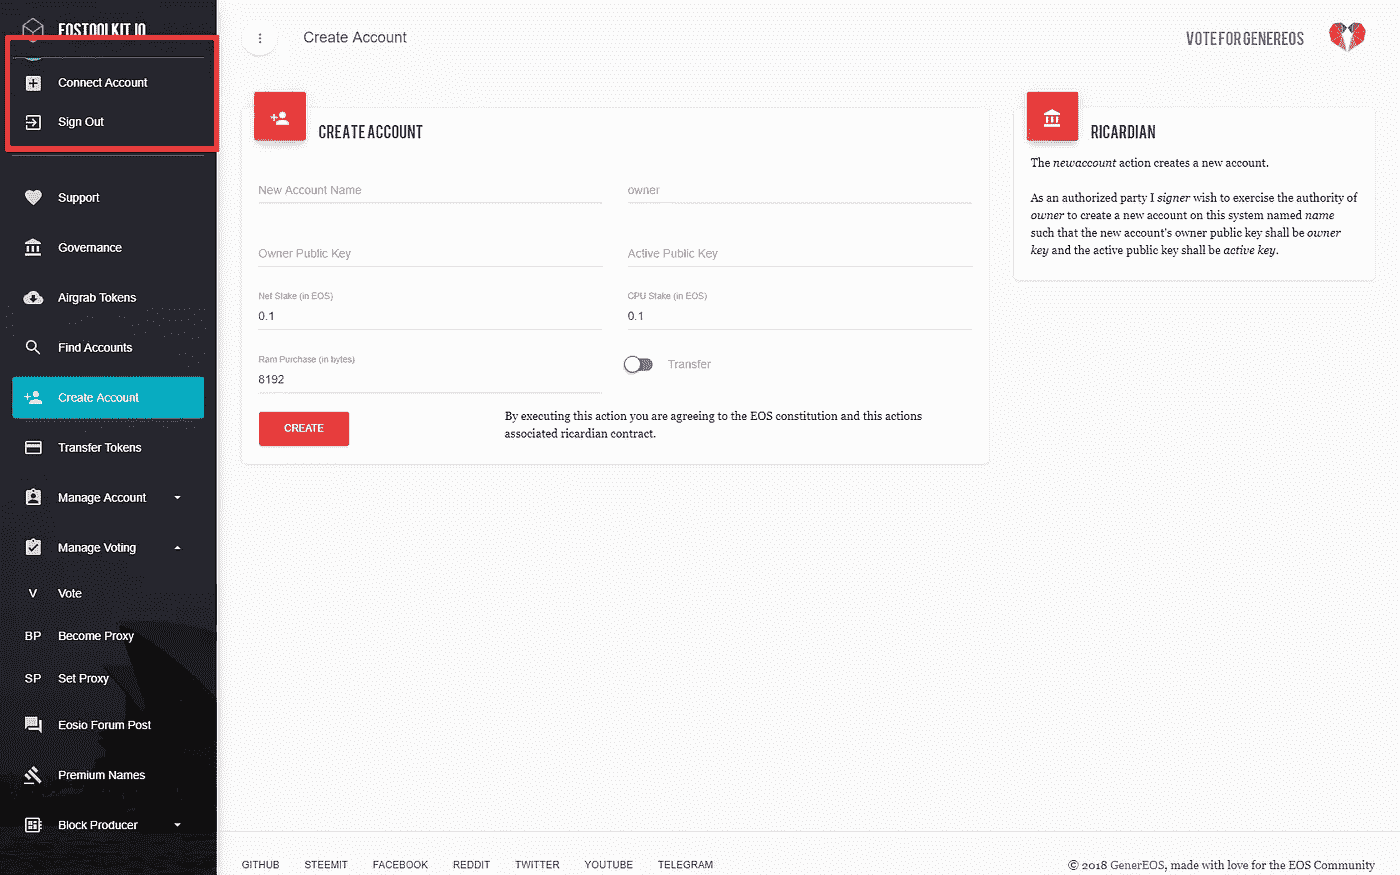 EOSTOOLKIT.IO
Connect Account
Sign Out
Support
Governance
Airgrab Tokens
Find Accounts
Create Account
Transfer Tokens
Manage Account
Manage Voting
V Vote
BP Become Proxy
SP Set Proxy
Eosio Forum Post
Premium Names
Block Producer
Create Account
VOTE FOR GENEREOS
CREATE ACCOUNT
New Account Name
owner
Owner Public Key
Active Public Key
Net Stake (in EOS)
0.1
CPU Stake (in EOS)
0.1
Ram Purchase (in bytes)
8192
Transfer
CREATE
By executing this action you are agreeing to the EOS constitution and this actions
associated ricardian contract.
RICARDIAN
The newaccount action creates a new account.
As an authorized party I signer wish to exercise the authority of
owner to create a new account on this system named name
such that the new account's owner public key shall be owner
key and the active public key shall be active key.
GITHUB STEEMIT FACEBOOK REDDIT TWITTER YOUTUBE TELEGRAM
© 2018 GenerEOS, made with love for the EOS Community